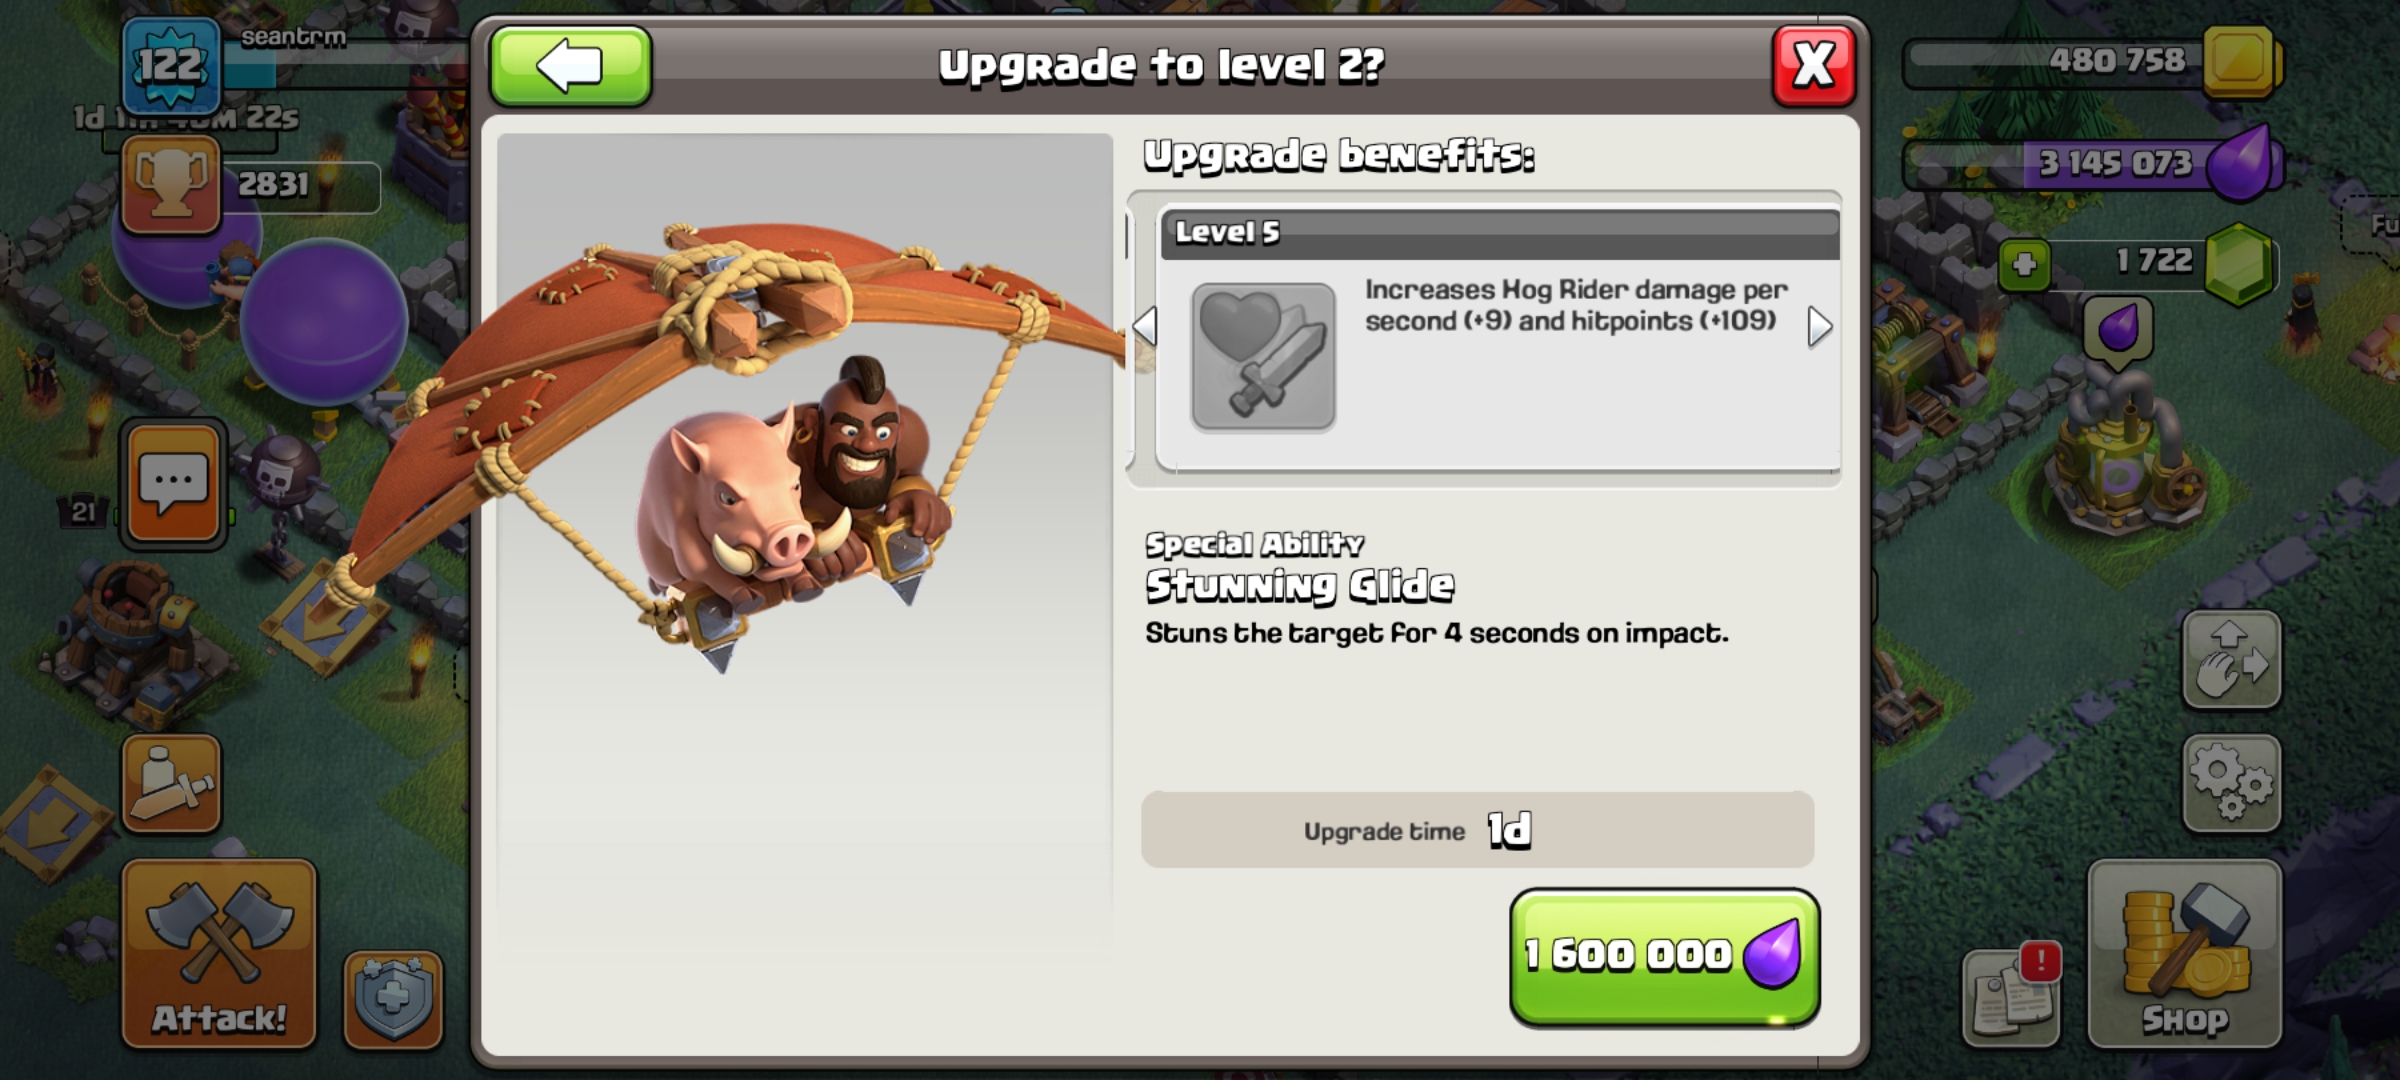 122
seantrm
1d 22s
2831
Upgrade to level 2?
X
480 758
3 145 073
1 722
Upgrade benefits:
Level 5
Increases Hog Rider damage per
second (+9) and hitpoints (+109)
Special Ability
Stunning Glide
Stuns the target for 4 seconds on impact.
21
Upgrade time 1d
1 600 000
Attack!
!
Shop